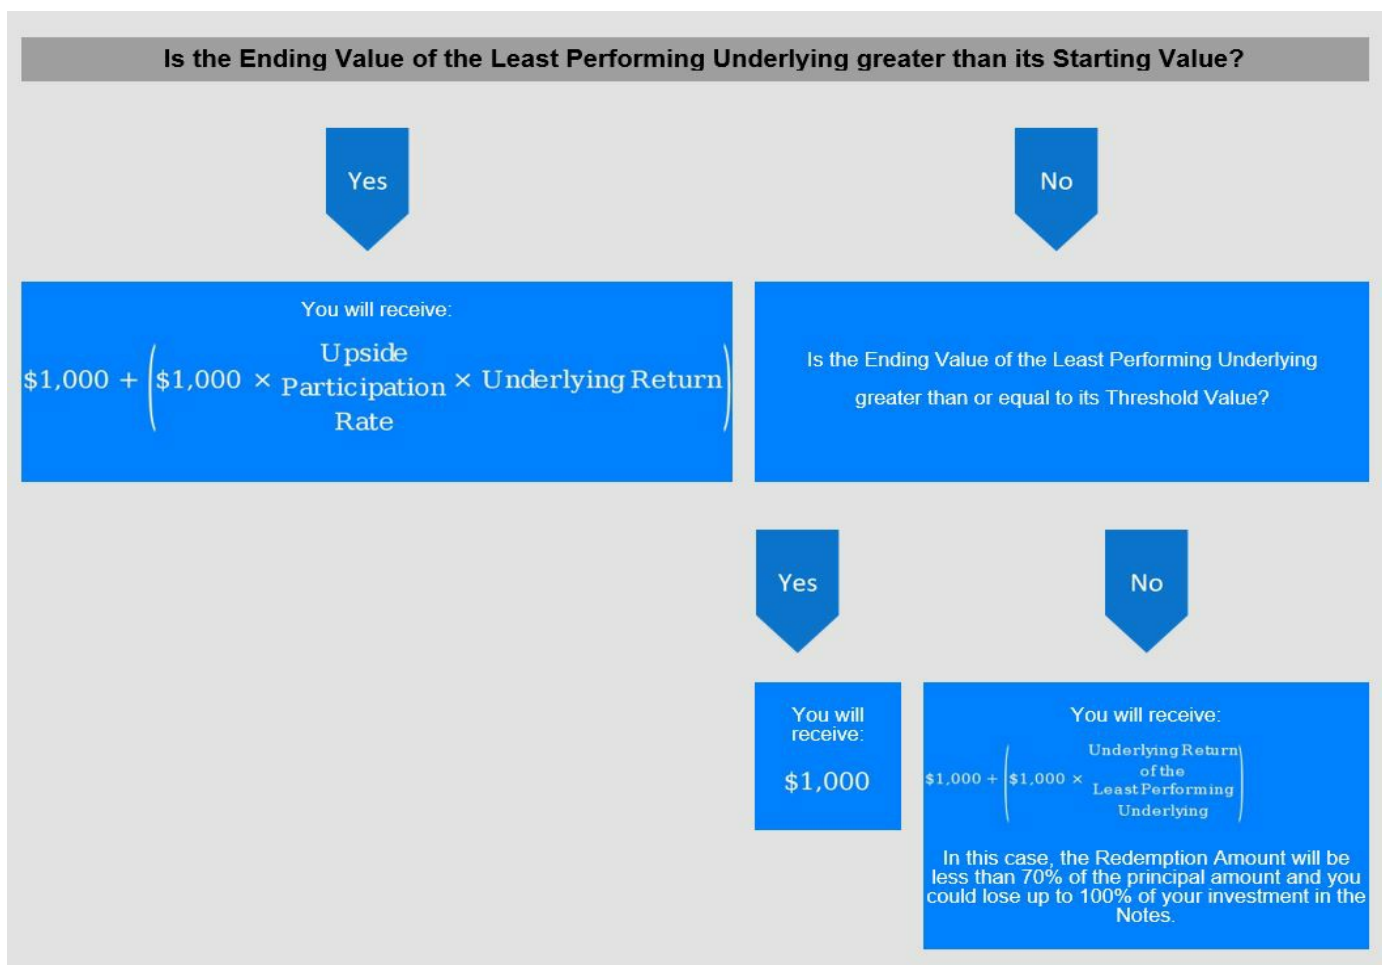 Is the Ending Value of the Least Performing Underlying greater than its Starting Value?
Yes
No
You will receive:
$1,000 + ($1,000 × Upside Participation Rate × Underlying Return)
Is the Ending Value of the Least Performing Underlying
greater than or equal to its Threshold Value?
Yes
No
You will
receive:
$1,000
You will receive:
$1,000 + ($1,000 × Underlying Return of the Least Performing Underlying)
In this case, the Redemption Amount will be
less than 70% of the principal amount and you
could lose up to 100% of your investment in the
Notes.